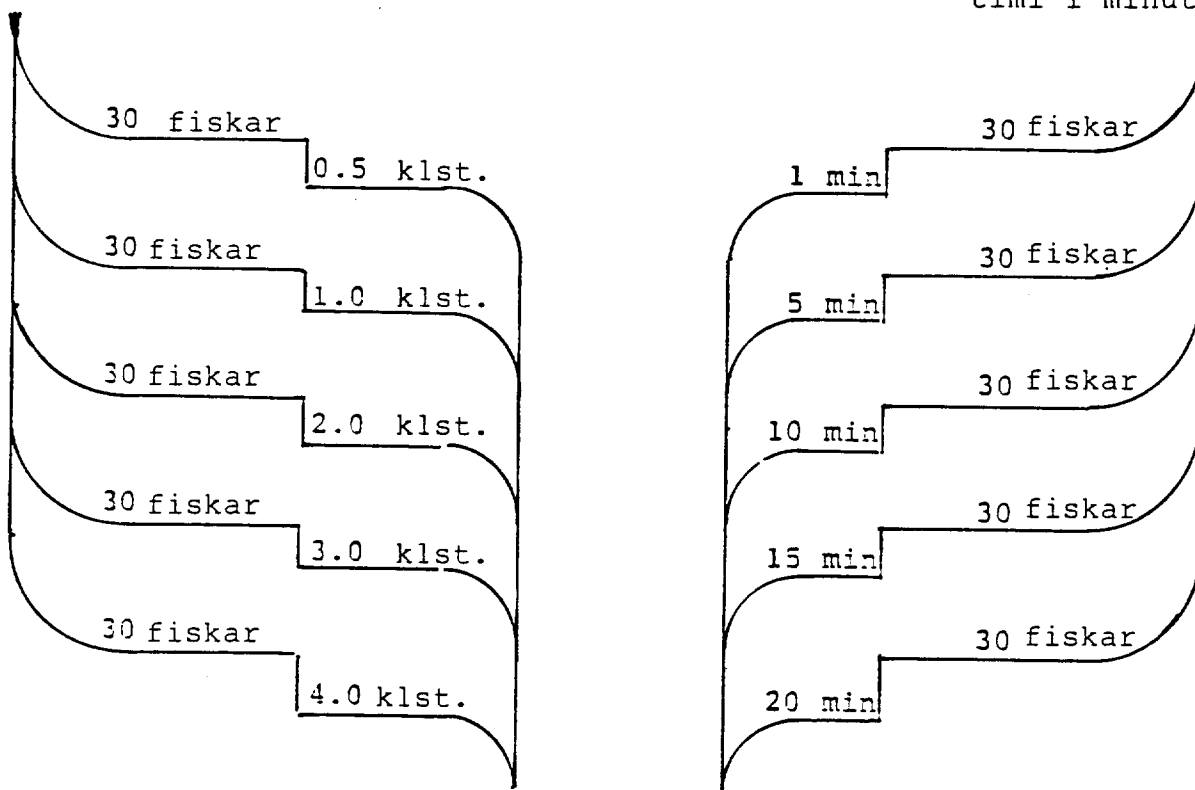 30 fiskar
0.5 klst.
30 fiskar
1.0 klst.
30 fiskar
2.0 klst.
30 fiskar
3.0 klst.
30 fiskar
4.0 klst.
30 fiskar
1 min
30 fiskar
5 min
30 fiskar
10 min
30 fiskar
15 min
30 fiskar
20 min